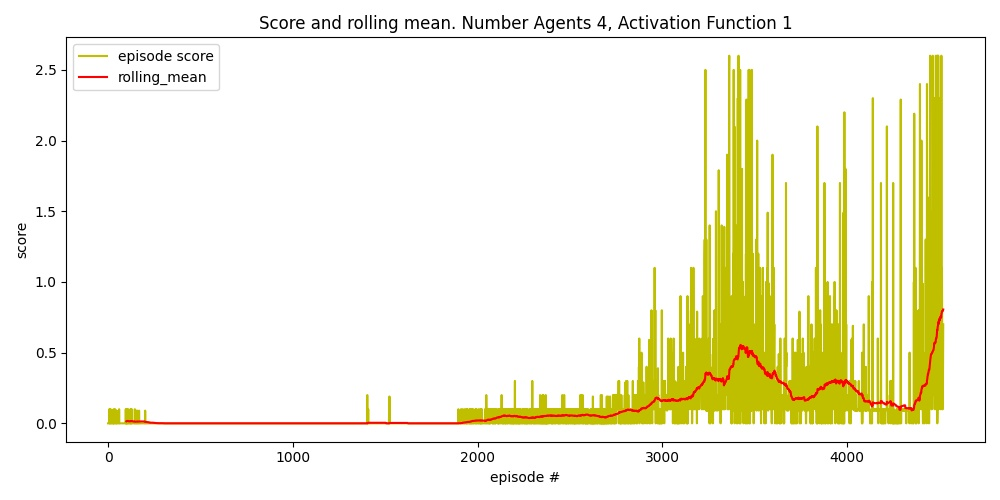 Score and rolling mean. Number Agents 4, Activation Function 1
episode score
rolling_mean
score
2.5
2.0
1.5
1.0
0.5
0.0
0 1000 2000 3000 4000
episode #